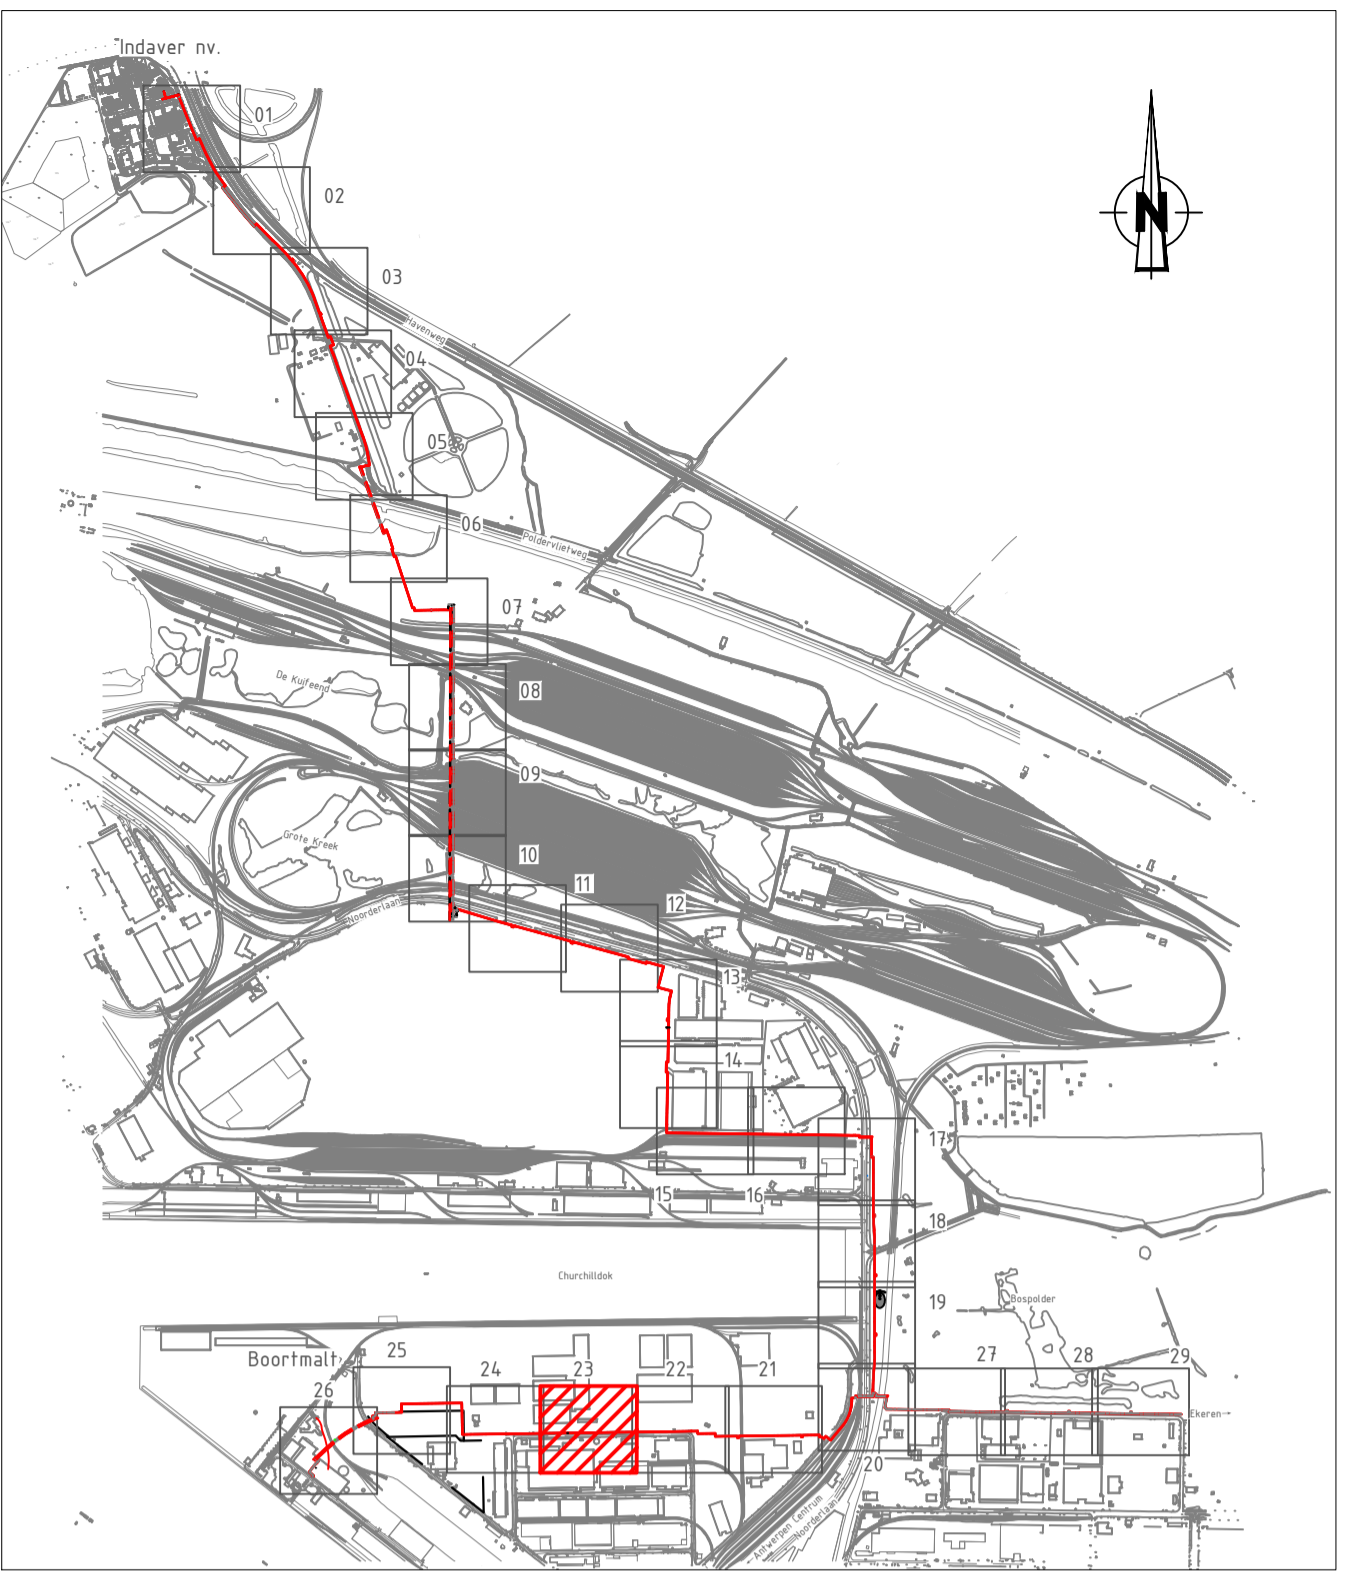 Indaver nv.
01
02
03
Havenweg
04
05
06
Poldervlietweg
07
De Kuifeend
08
09
Grote Kreek
10
11
12
Noorderlaan
13
14
17
15
16
18
Churchilldok
19
Bospolder
Boortmalt
25
24
23
22
21
27
28
29
26
Ekeren
20
Antwerpen Centrum
Noorderlaan
N